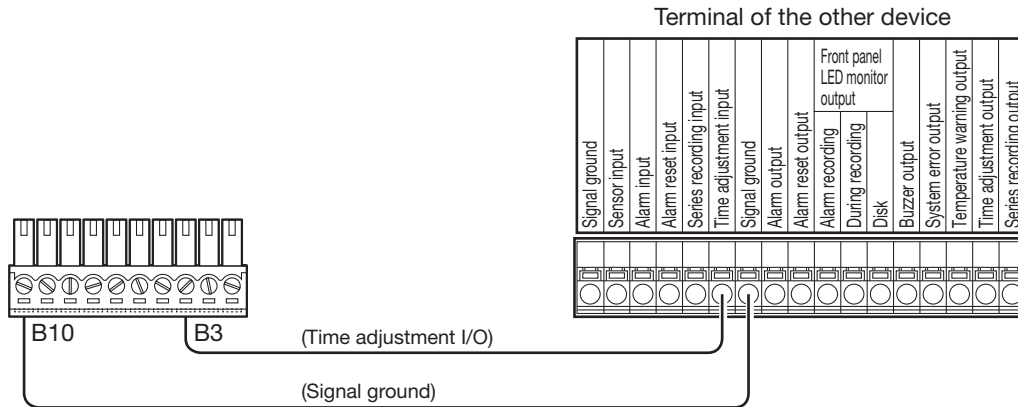 Terminal of the other device
Signal ground
Sensor input
Alarm input
Alarm reset input
Series recording input
Time adjustment input
Signal ground
Alarm output
Alarm reset output
Front panel
LED monitor
output
Alarm recording
During recording
Disk
Buzzer output
System error output
Temperature warning output
Time adjustment output
Series recording output
B10
B3
(Time adjustment I/O)
(Signal ground)